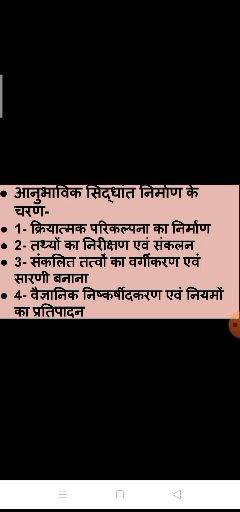 • आनुभाविक सिद्धांत निर्माण के
चरण-
• 1- क्रियात्मक परिकल्पना का निर्माण
• 2- तथ्यों का निरीक्षण एवं संकलन
• 3- संकलित तत्वों का वर्गीकरण एवं
सारणी बनाना
• 4- वैज्ञानिक निष्कर्षीदकरण एवं नियमों
का प्रतिपादन